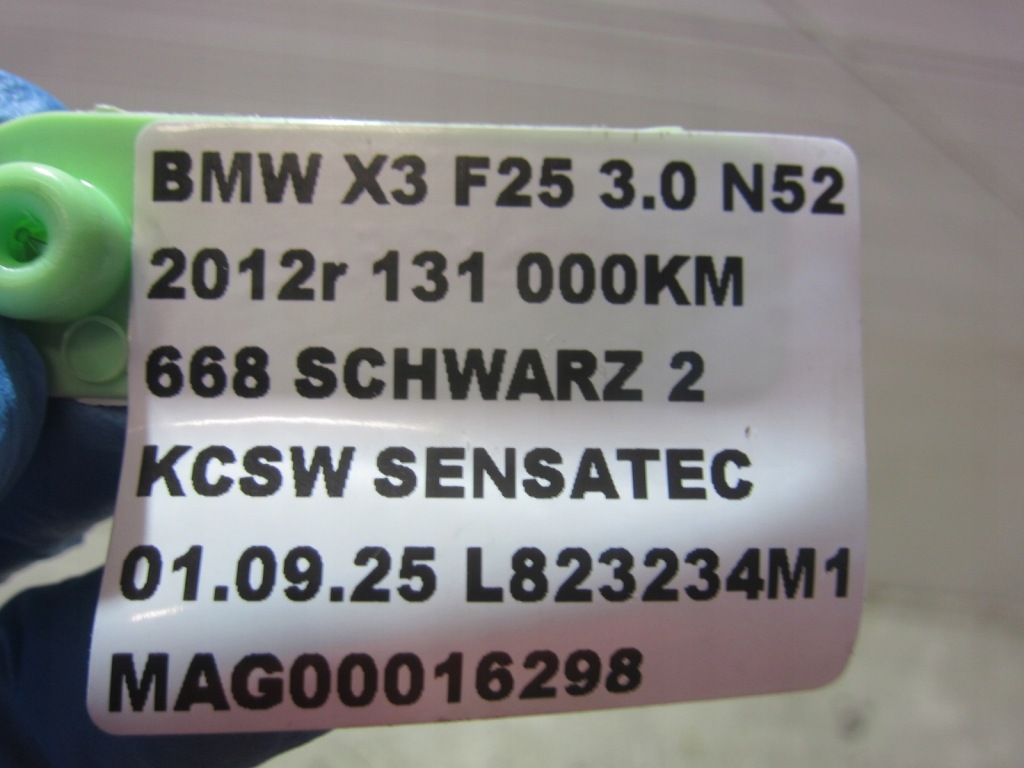 BMW X3 F25 3.0 N52
2012r 131 000KM
668 SCHWARZ 2
KCSW SENSATEC
01.09.25 L823234M1
MAG00016298